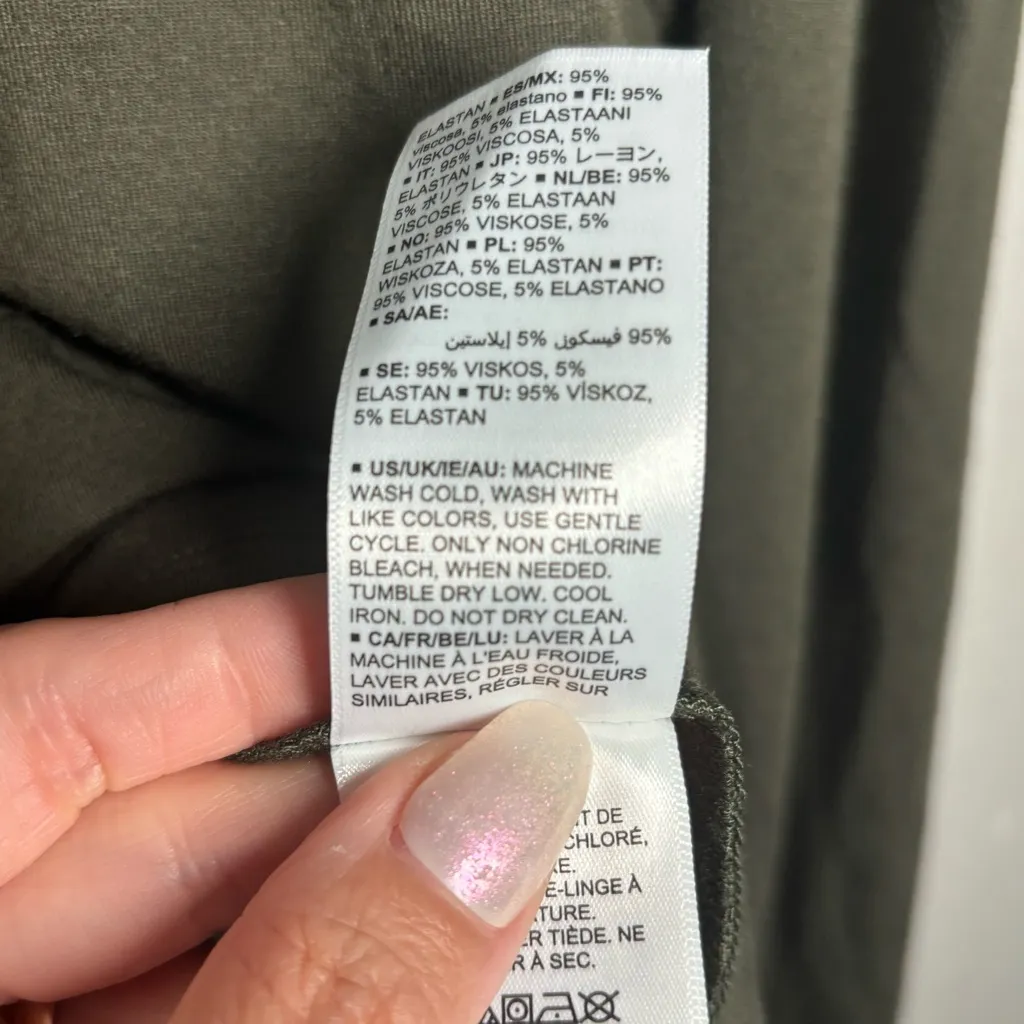 ELASTAN ▪ ES/MX: 95%
viscosa, 5% elastano ▪ FI: 95%
VISKOOSI, 5% ELASTAANI
▪ IT: 95% VISCOSA, 5%
ELASTAN ▪ JP: 95% レーヨン,
5% ポリウレタン ▪ NL/BE: 95%
VISCOSE, 5% ELASTAAN
▪ NO: 95% VISKOSE, 5%
ELASTAN ▪ PL: 95%
WISKOZA, 5% ELASTAN ▪ PT:
95% VISCOSE, 5% ELASTANO
▪ SA/AE:
95% ڤيسكوز، 5% إيلاستين
▪ SE: 95% VISKOS, 5%
ELASTAN ▪ TU: 95% VİSKOZ,
5% ELASTAN
▪ US/UK/IE/AU: MACHINE
WASH COLD, WASH WITH
LIKE COLORS, USE GENTLE
CYCLE. ONLY NON CHLORINE
BLEACH, WHEN NEEDED.
TUMBLE DRY LOW. COOL
IRON. DO NOT DRY CLEAN.
▪ CA/FR/BE/LU: LAVER À LA
MACHINE À L'EAU FROIDE,
LAVER AVEC DES COULEURS
SIMILAIRES, RÉGLER SUR
DE
CHLORÉ,
E-LINGE À
TURE.
ER TIÈDE. NE
R À SEC.